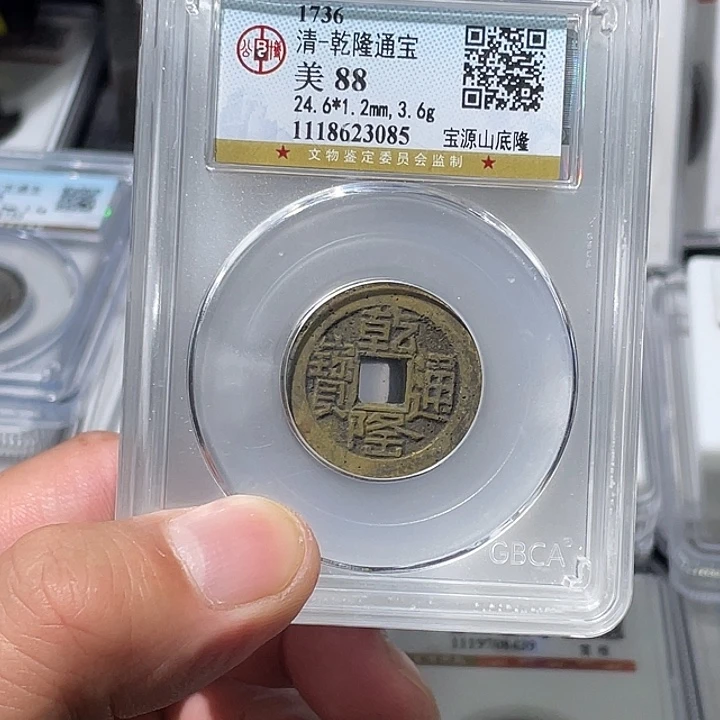 1736
清-乾隆通宝
美 88
24.6*1.2mm,3.6g
1118623085 宝源山底隆
★ 文物鉴定委员会监制 ★
乾隆通寶
GBCA